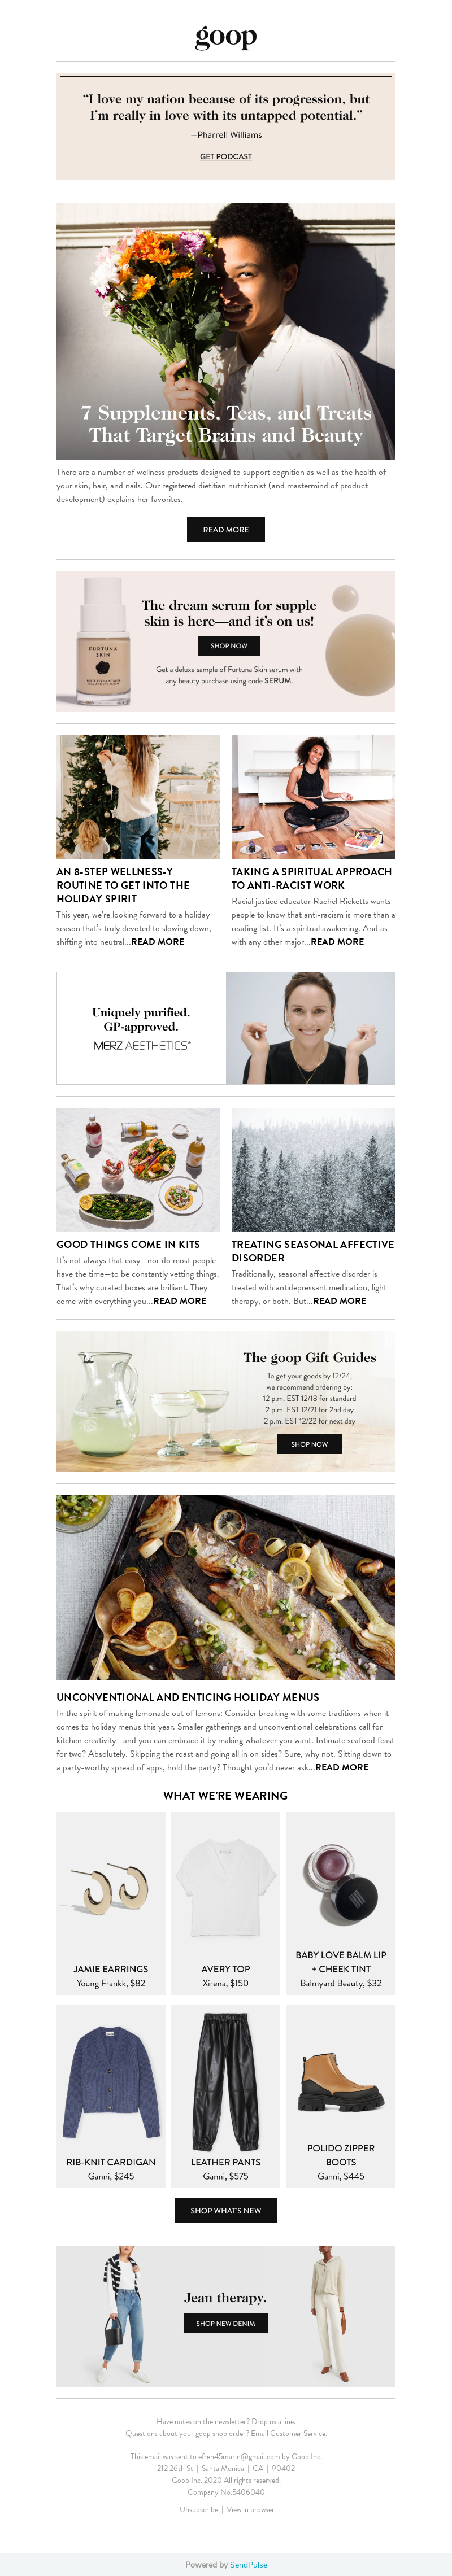 goop
“I love my nation because of its progression, but
I’m really in love with its untapped potential.”
—Pharrell Williams
GET PODCAST
7 Supplements, Teas, and Treats
That Target Brains and Beauty
There are a number of wellness products designed to support cognition as well as the health of
your skin, hair, and nails. Our registered dietitian nutritionist (and mastermind of product
development) explains her favorites.
READ MORE
FURTUNA
SKIN
The dream serum for supple
skin is here—and it’s on us!
SHOP NOW
Get a deluxe sample of Furtuna Skin serum with
any beauty purchase using code SERUM.
AN 8-STEP WELLNESS-Y
ROUTINE TO GET INTO THE
HOLIDAY SPIRIT
This year, we’re looking forward to a holiday
season that’s truly devoted to slowing down,
shifting into neutral...READ MORE
TAKING A SPIRITUAL APPROACH
TO ANTI-RACIST WORK
Racial justice educator Rachel Ricketts wants
people to know that anti-racism is more than a
reading list. It’s a spiritual awakening. And as
with any other major...READ MORE
Uniquely purified.
GP-approved.
MERZ AESTHETICS
GOOD THINGS COME IN KITS
It’s not always that easy—nor do most people
have the time—to be constantly vetting things.
That’s why curated boxes are brilliant. They
come with everything you...READ MORE
TREATING SEASONAL AFFECTIVE
DISORDER
Traditionally, seasonal affective disorder is
treated with antidepressant medication, light
therapy, or both. But...READ MORE
The goop Gift Guides
To get your goods by 12/24,
we recommend ordering by:
12 p.m. EST 12/18 for standard
2 p.m. EST 12/21 for 2nd day
2 p.m. EST 12/22 for next day
SHOP NOW
UNCONVENTIONAL AND ENTICING HOLIDAY MENUS
In the spirit of making lemonade out of lemons: Consider breaking with some traditions when it
comes to holiday menus this year. Smaller gatherings and unconventional celebrations call for
kitchen creativity—and you can embrace it by making whatever you want. Intimate seafood feast
for two? Absolutely. Skipping the roast and going all in on sides? Sure, why not. Sitting down to
a party-worthy spread of apps, hold the party? Thought you’d never ask...READ MORE
WHAT WE’RE WEARING
JAMIE EARRINGS
Young Frankk, $82
AVERY TOP
Xirena, $150
BABY LOVE BALM LIP
+ CHEEK TINT
Balmyard Beauty, $32
RIB-KNIT CARDIGAN
Ganni, $245
LEATHER PANTS
Ganni, $575
POLIDO ZIPPER
BOOTS
Ganni, $445
SHOP WHAT’S NEW
Jean therapy.
SHOP NEW DENIM
Have notes on the newsletter? Drop us a line.
Questions about your goop shop order? Email Customer Service.
This email was sent to efren45marin@gmail.com by Goop Inc.
212 26th St | Santa Monica | CA | 90402
Goop Inc. 2020 All rights reserved.
Company No.5406040
Unsubscribe | View in browser
Powered by SendPulse